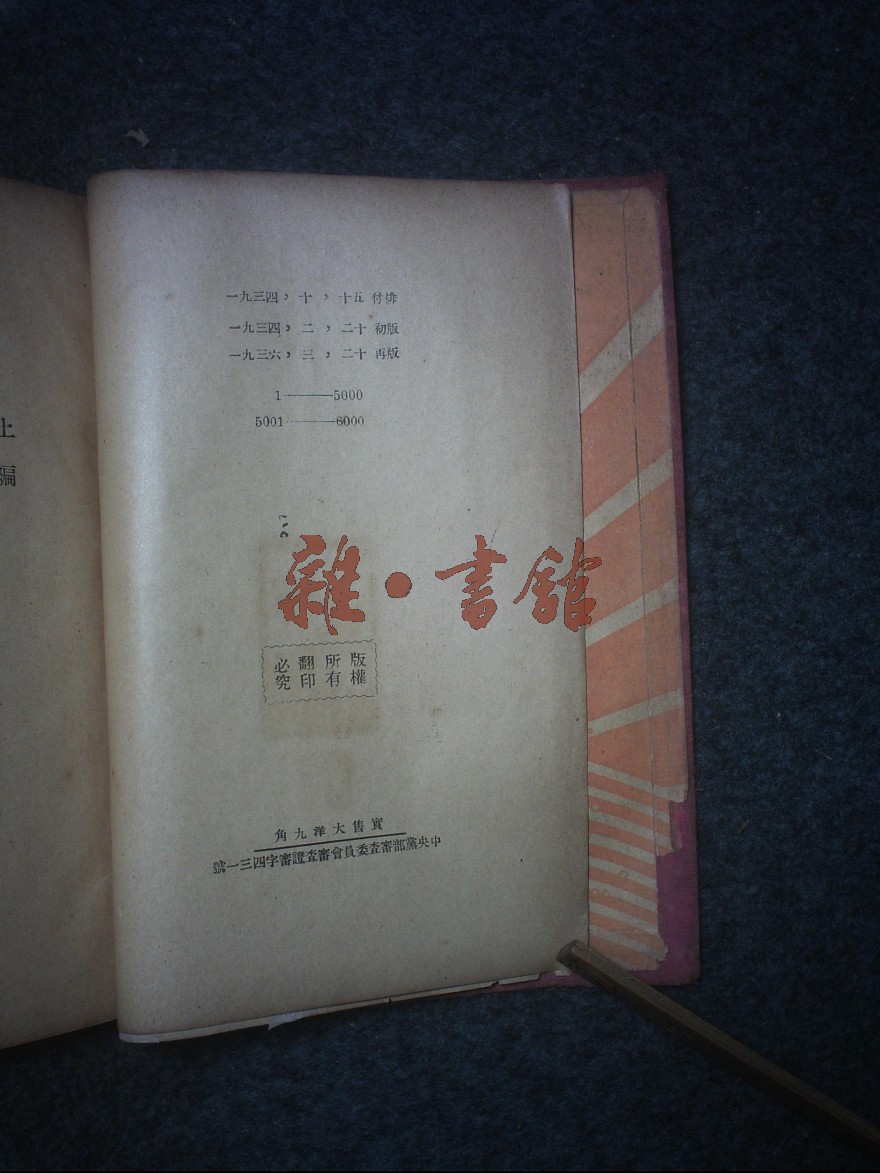 一九三四，十，十五付排
一九三四，二，二十初版
一九三六，三，二十再版
1———5000
5001———6000
雜·書館
版權
所有
翻印
必究
實售大洋九角
中央黨部審查委員會審查證審字四三一號
上
編